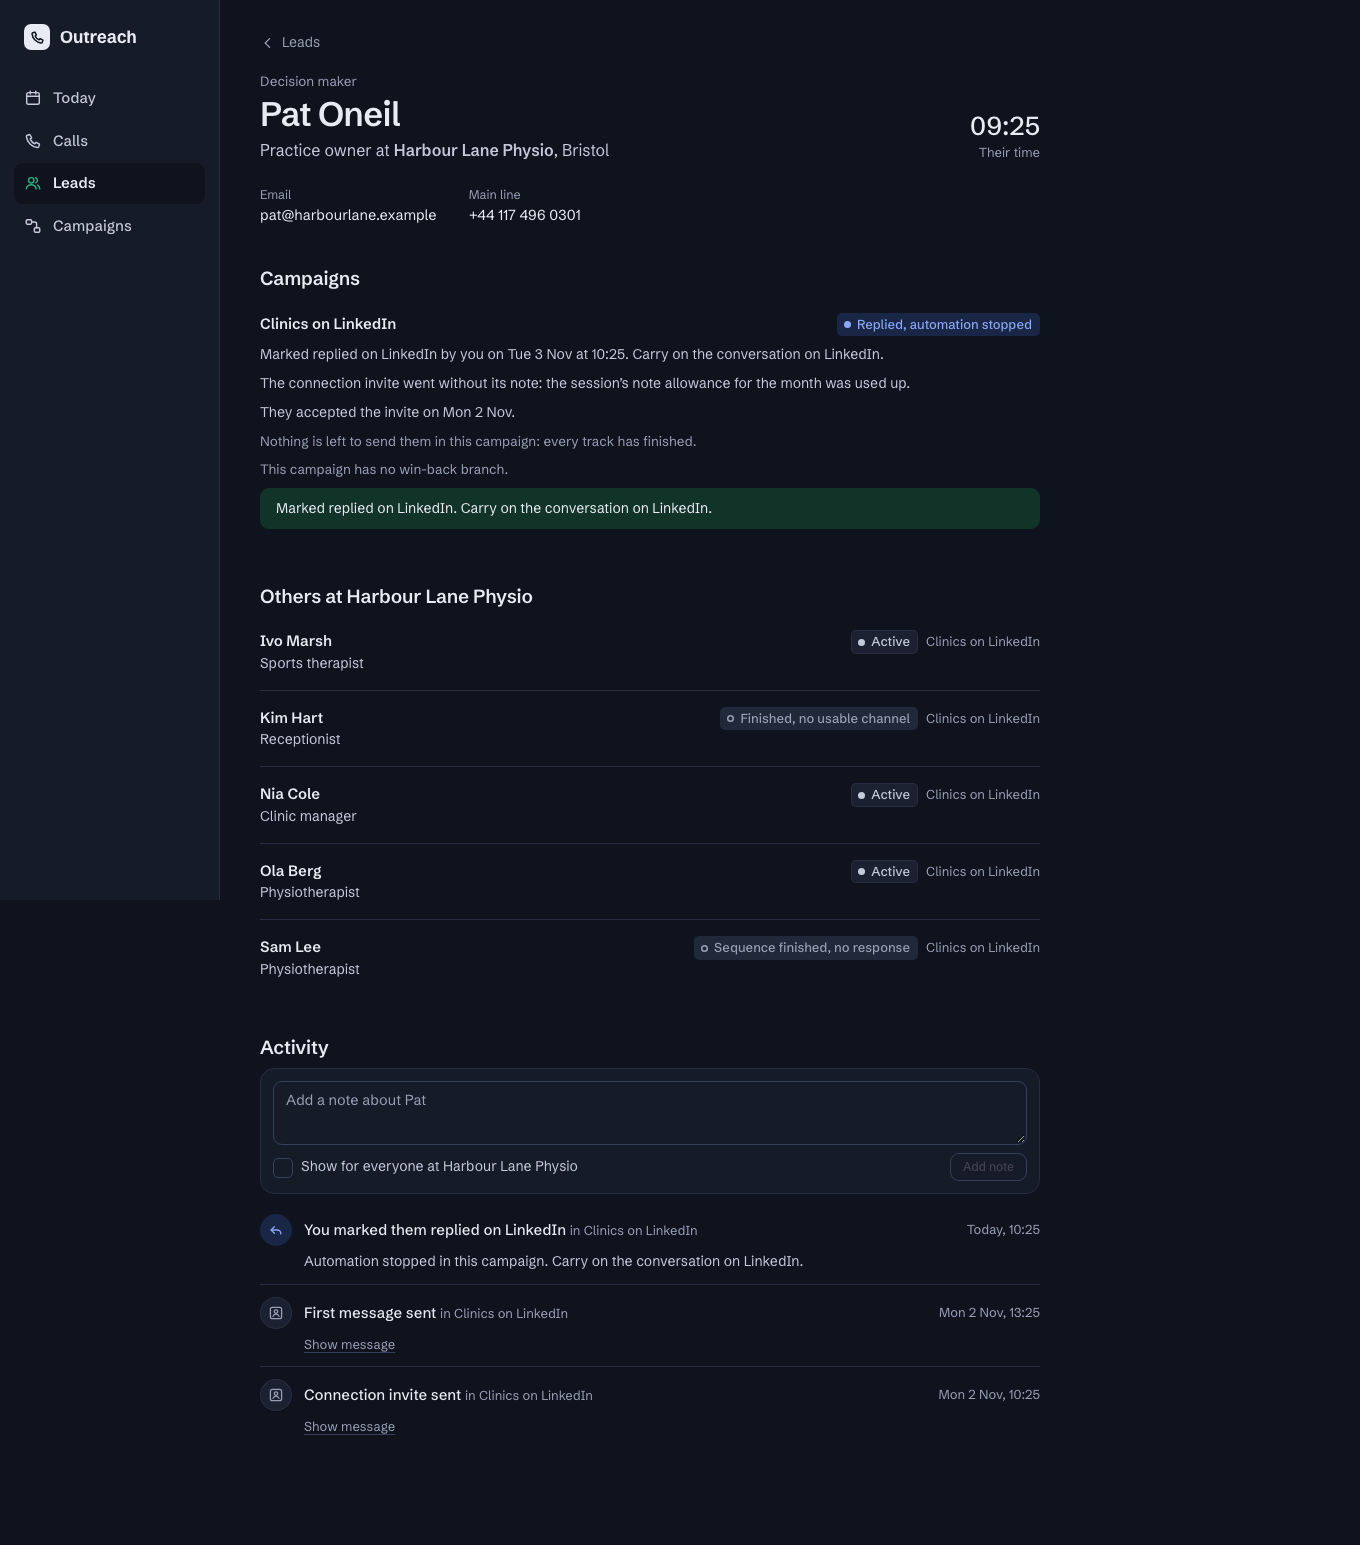 Outreach
Today
Calls
Leads
Campaigns
Leads
Decision maker
Pat Oneil
Practice owner at Harbour Lane Physio, Bristol
09:25
Their time
Email
pat@harbourlane.example
Main line
+44 117 496 0301
Campaigns
Clinics on LinkedIn
Replied, automation stopped
Marked replied on LinkedIn by you on Tue 3 Nov at 10:25. Carry on the conversation on LinkedIn.
The connection invite went without its note: the session's note allowance for the month was used up.
They accepted the invite on Mon 2 Nov.
Nothing is left to send them in this campaign: every track has finished.
This campaign has no win-back branch.
Marked replied on LinkedIn. Carry on the conversation on LinkedIn.
Others at Harbour Lane Physio
Ivo Marsh
Active Clinics on LinkedIn
Sports therapist
Kim Hart
Finished, no usable channel Clinics on LinkedIn
Receptionist
Nia Cole
Active Clinics on LinkedIn
Clinic manager
Ola Berg
Active Clinics on LinkedIn
Physiotherapist
Sam Lee
Sequence finished, no response Clinics on LinkedIn
Physiotherapist
Activity
Add a note about Pat
Show for everyone at Harbour Lane Physio
Add note
You marked them replied on LinkedIn in Clinics on LinkedIn
Today, 10:25
Automation stopped in this campaign. Carry on the conversation on LinkedIn.
First message sent in Clinics on LinkedIn
Mon 2 Nov, 13:25
Show message
Connection invite sent in Clinics on LinkedIn
Mon 2 Nov, 10:25
Show message